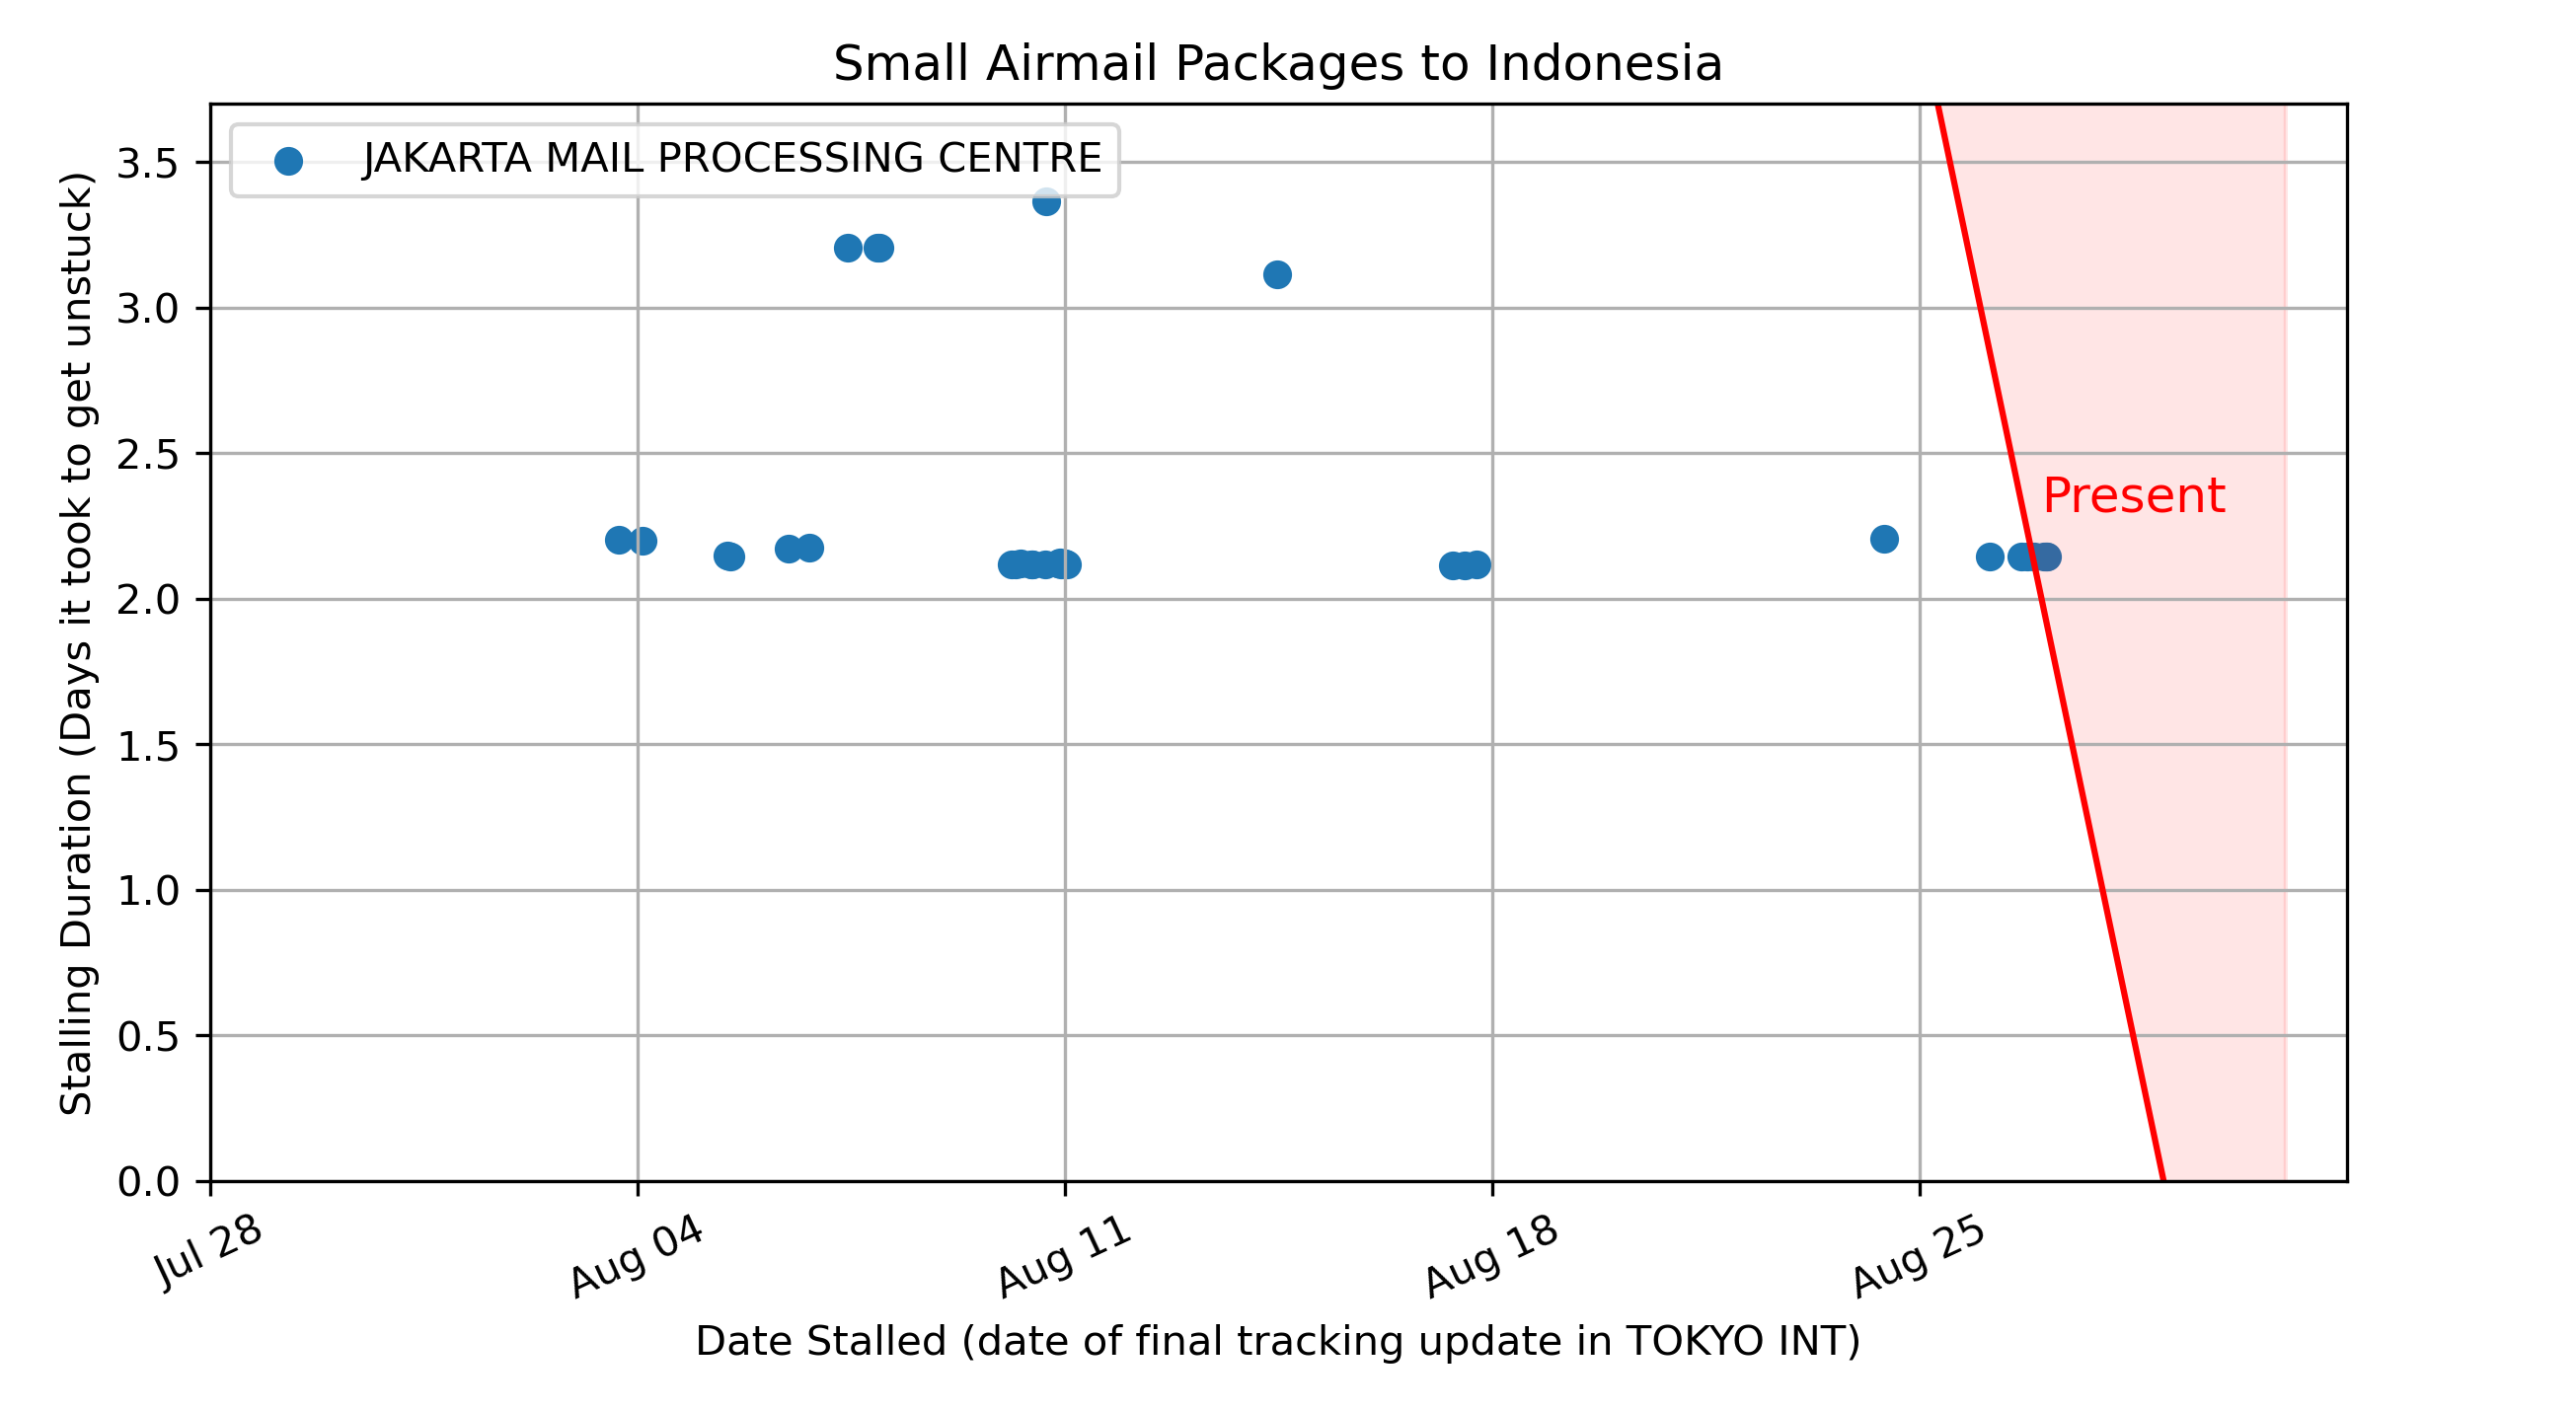 Small Airmail Packages to Indonesia
JAKARTA MAIL PROCESSING CENTRE
Stalling Duration (Days it took to get unstuck)
3.5
3.0
2.5
2.0
1.5
1.0
0.5
0.0
Present
Jul 28
Aug 04
Aug 11
Aug 18
Aug 25
Date Stalled (date of final tracking update in TOKYO INT)